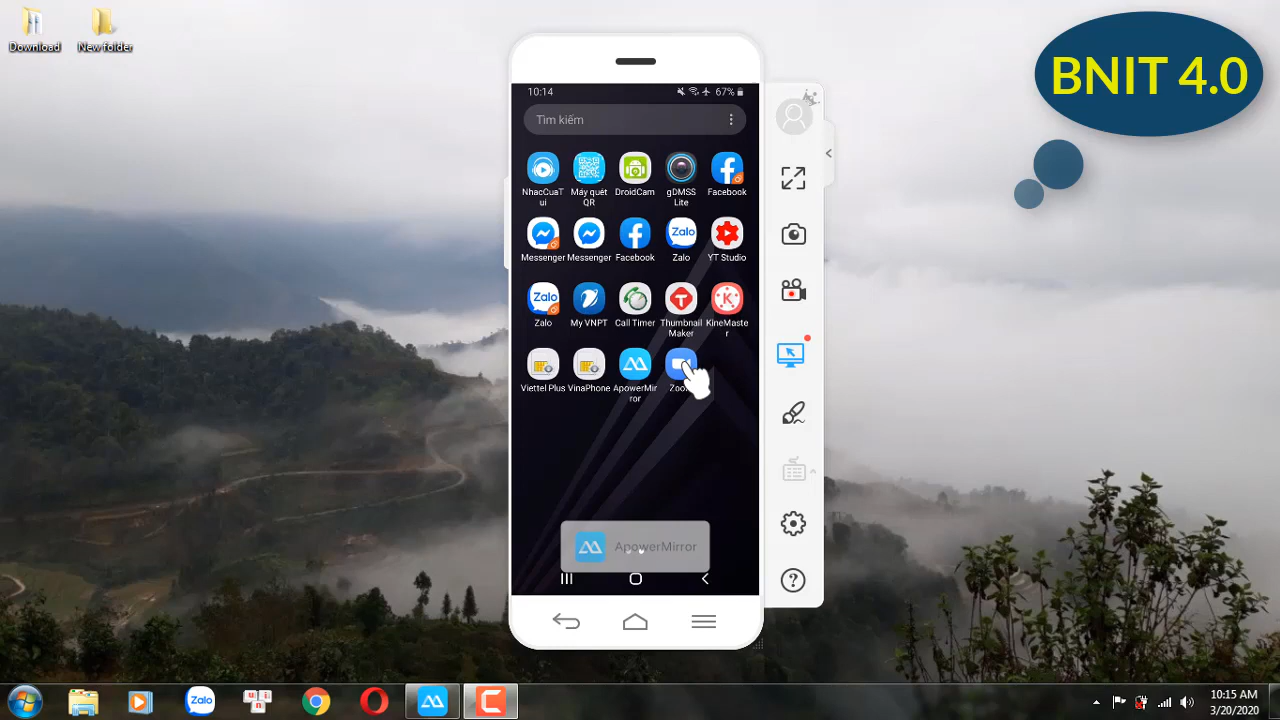 Download
New folder
BNIT 4.0
10:14
67%
Tìm kiếm
NhacCuaT
ui
Máy quét
QR
DroidCam
gDMSS
Lite
Facebook
Messenger
Messenger
Facebook
Zalo
Zalo
YT Studio
Zalo
Zalo
My VNPT
Call Timer
Thumbnail
Maker
KineMaste
r
Viettel Plus
VinaPhone
ApowerMir
ror
ApowerMirror
Zalo
10:15 AM
3/20/2020